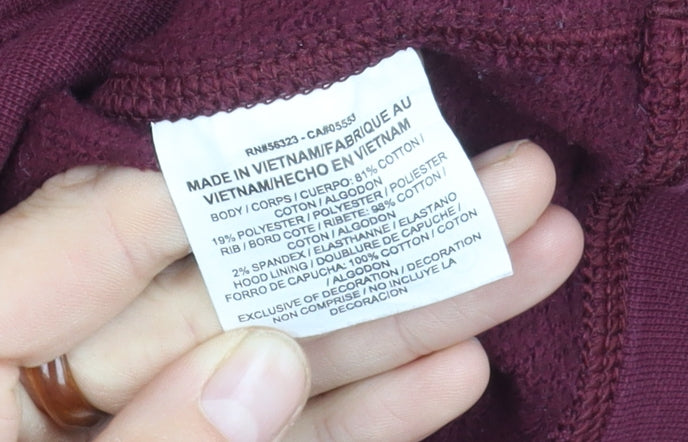 RN#56323 - CA#05553
MADE IN VIETNAM/FABRIQUE AU
VIETNAM/HECHO EN VIETNAM
BODY / CORPS / CUERPO: 81% COTTON /
COTON / ALGODON
19% POLYESTER / POLYESTER / POLIESTER
RIB / BORD COTE / RIBETE: 98% COTTON /
COTON / ALGODON
2% SPANDEX / ELASTHANNE / ELASTANO
HOOD LINING / DOUBLURE DE CAPUCHE /
FORRO DE CAPUCHA: 100% COTTON / COTON
/ ALGODON
EXCLUSIVE OF DECORATION / DECORATION
NON COMPRISE / NO INCLUYE LA
DECORACION